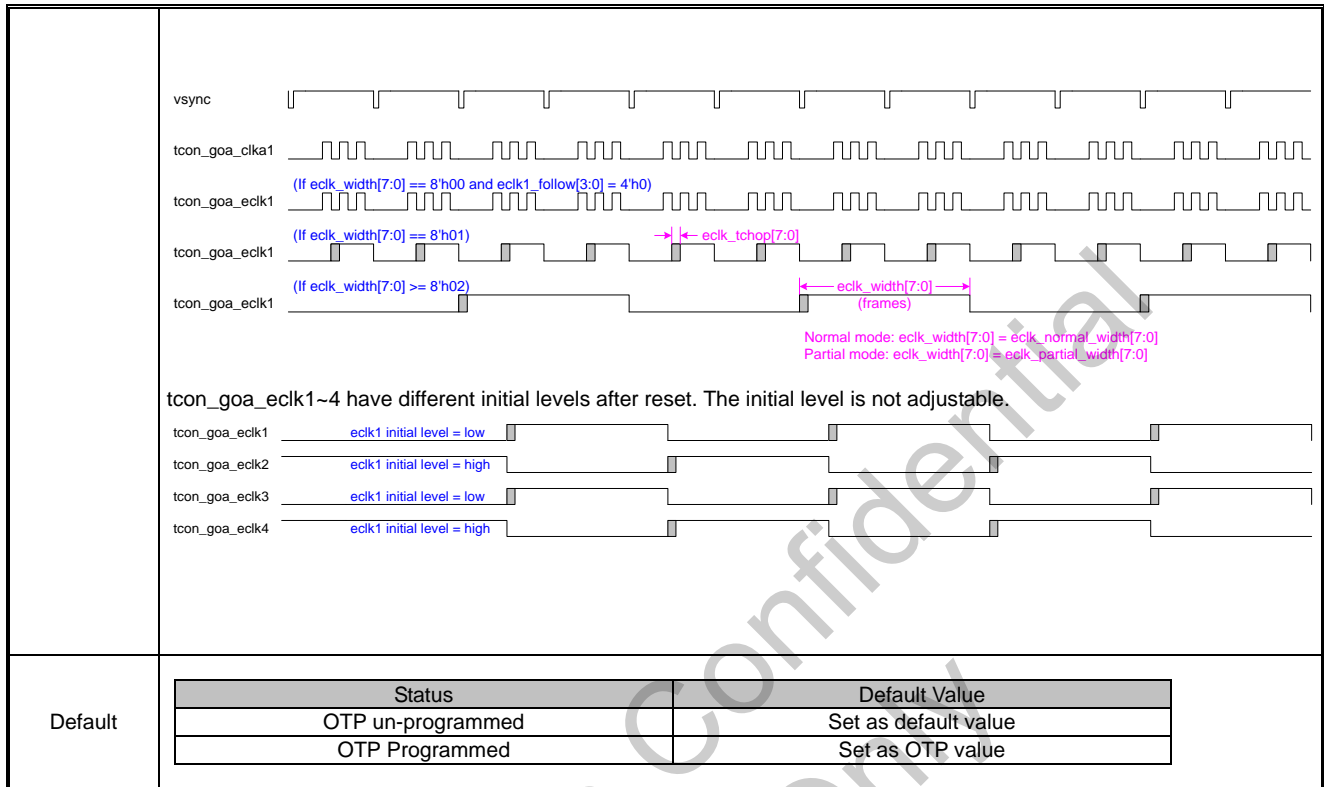 vsync
tcon_goa_clka1
(If eclk_width[7:0] == 8'h00 and eclk1_follow[3:0] = 4'h0)
tcon_goa_eclk1
(If eclk_width[7:0] == 8'h01)
eclk_tchop[7:0]
tcon_goa_eclk1
(If eclk_width[7:0] >= 8'h02)
eclk_width[7:0]
tcon_goa_eclk1
(frames)
Normal mode: eclk_width[7:0] = eclk_normal_width[7:0]
Partial mode: eclk_width[7:0] = eclk_partial_width[7:0]
tcon_goa_eclk1~4 have different initial levels after reset. The initial level is not adjustable.
tcon_goa_eclk1 eclk1 initial level = low
tcon_goa_eclk2 eclk1 initial level = high
tcon_goa_eclk3 eclk1 initial level = low
tcon_goa_eclk4 eclk1 initial level = high
Default
Status Default Value
OTP un-programmed Set as default value
OTP Programmed Set as OTP value
Confidential
only